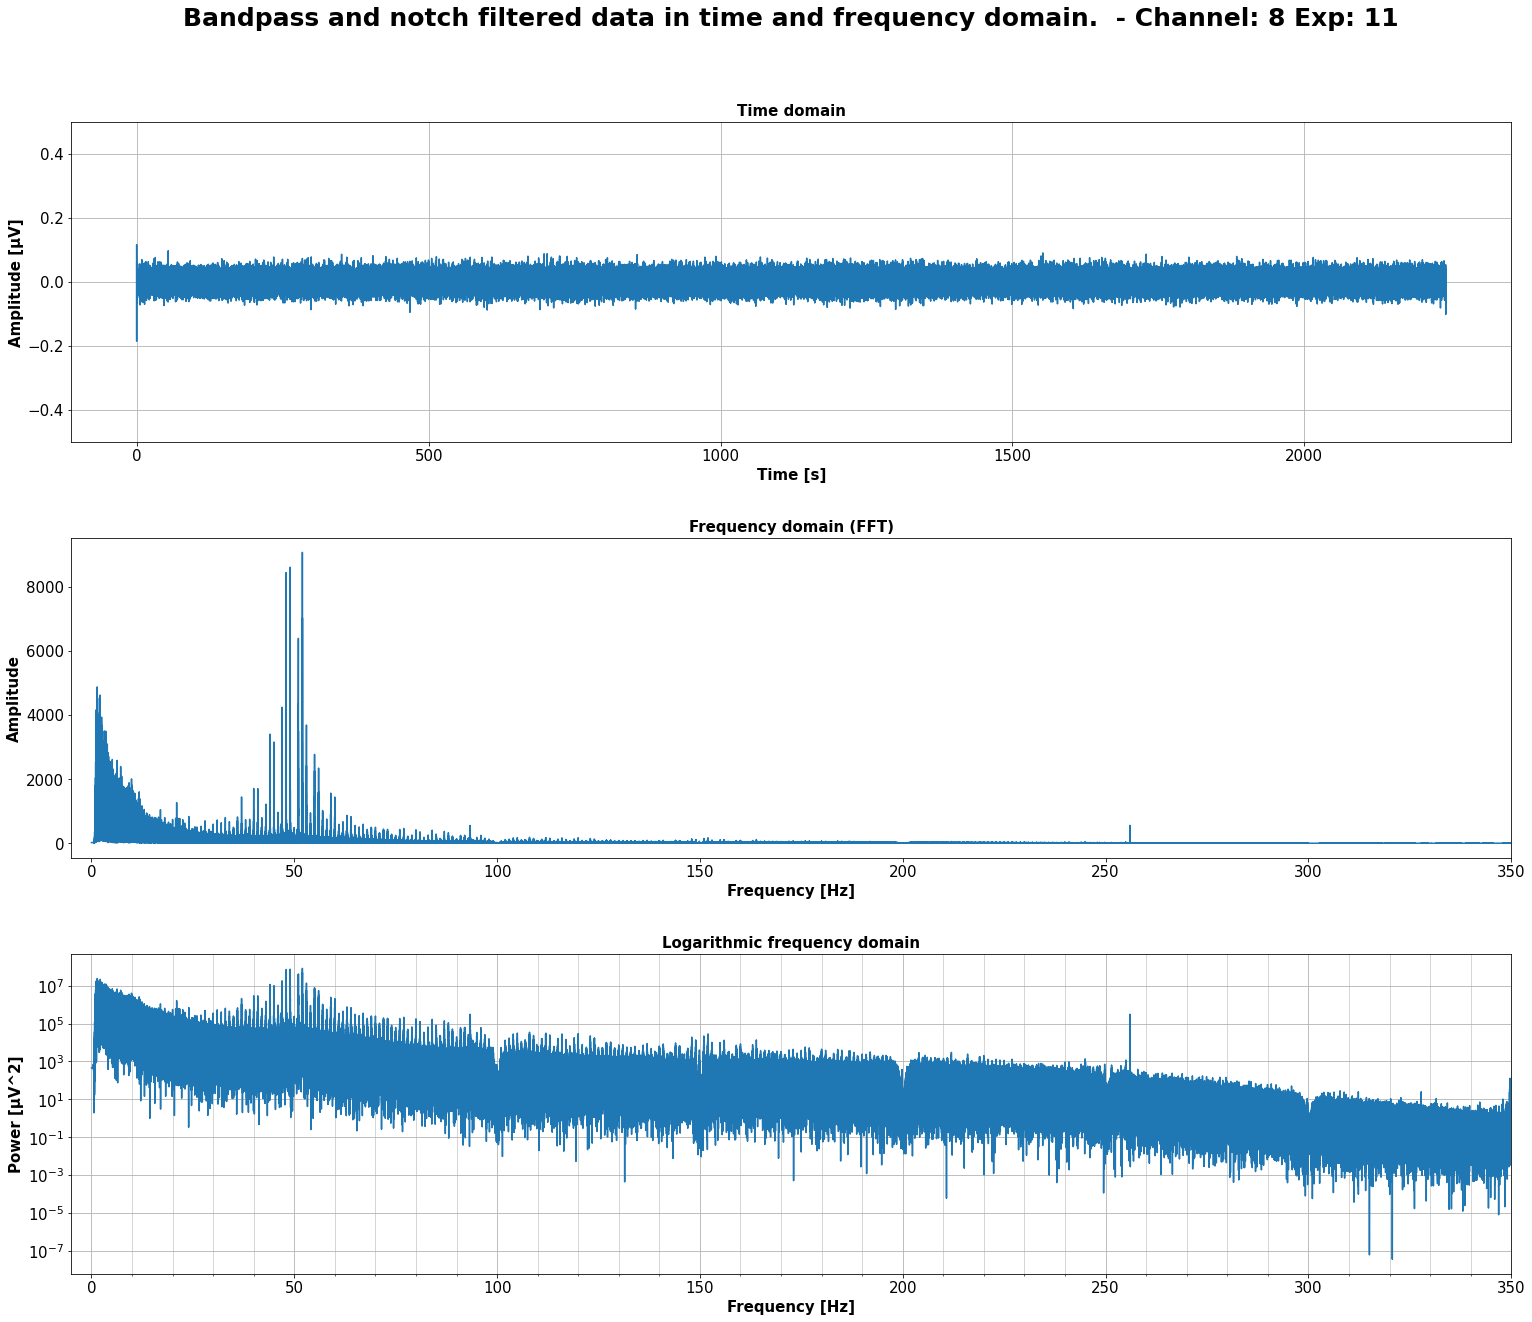 Bandpass and notch filtered data in time and frequency domain.  - Channel: 8 Exp: 11
Time domain
Amplitude [µV]
0.4
0.2
0.0
−0.2
−0.4
0 500 1000 1500 2000
Time [s]
Frequency domain (FFT)
Amplitude
8000
6000
4000
2000
0
0 50 100 150 200 250 300 350
Frequency [Hz]
Logarithmic frequency domain
Power [µV^2]
10^7
10^5
10^3
10^1
10^−1
10^−3
10^−5
10^−7
0 50 100 150 200 250 300 350
Frequency [Hz]